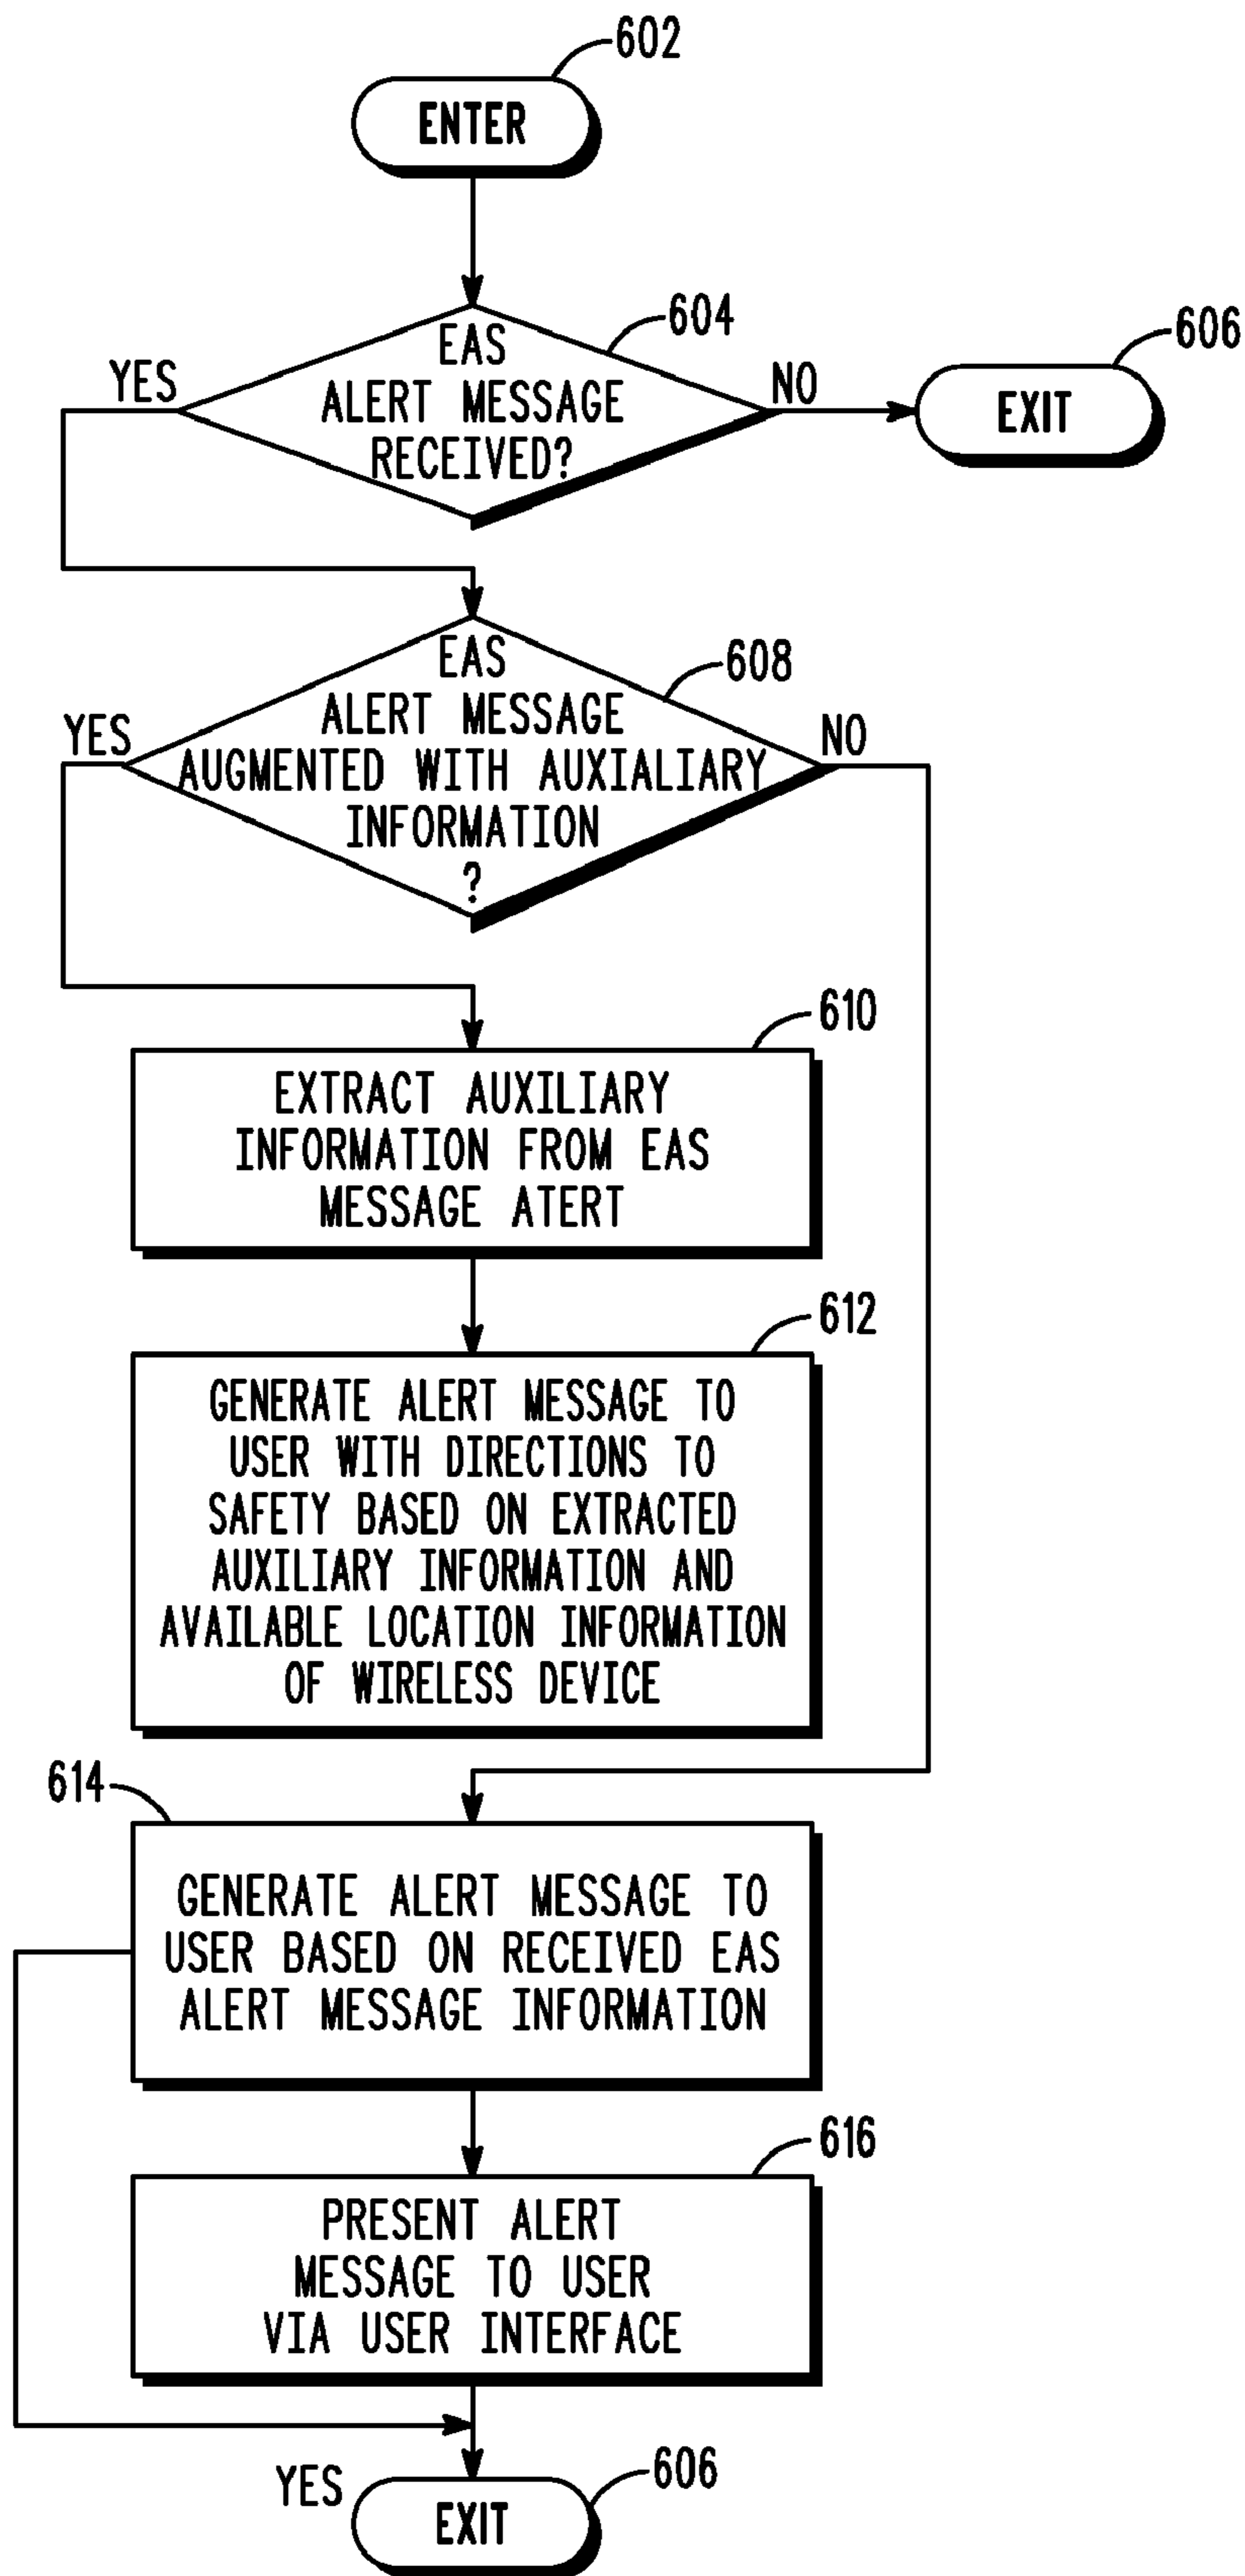 602
ENTER
604
EAS
ALERT MESSAGE
RECEIVED?
YES
NO
606
EXIT
608
EAS
ALERT MESSAGE
AUGMENTED WITH AUXIALIARY
INFORMATION
?
YES
NO
610
EXTRACT AUXILIARY
INFORMATION FROM EAS
MESSAGE ATERT
612
GENERATE ALERT MESSAGE TO
USER WITH DIRECTIONS TO
SAFETY BASED ON EXTRACTED
AUXILIARY INFORMATION AND
AVAILABLE LOCATION INFORMATION
OF WIRELESS DEVICE
614
GENERATE ALERT MESSAGE TO
USER BASED ON RECEIVED EAS
ALERT MESSAGE INFORMATION
616
PRESENT ALERT
MESSAGE TO USER
VIA USER INTERFACE
YES
606
EXIT